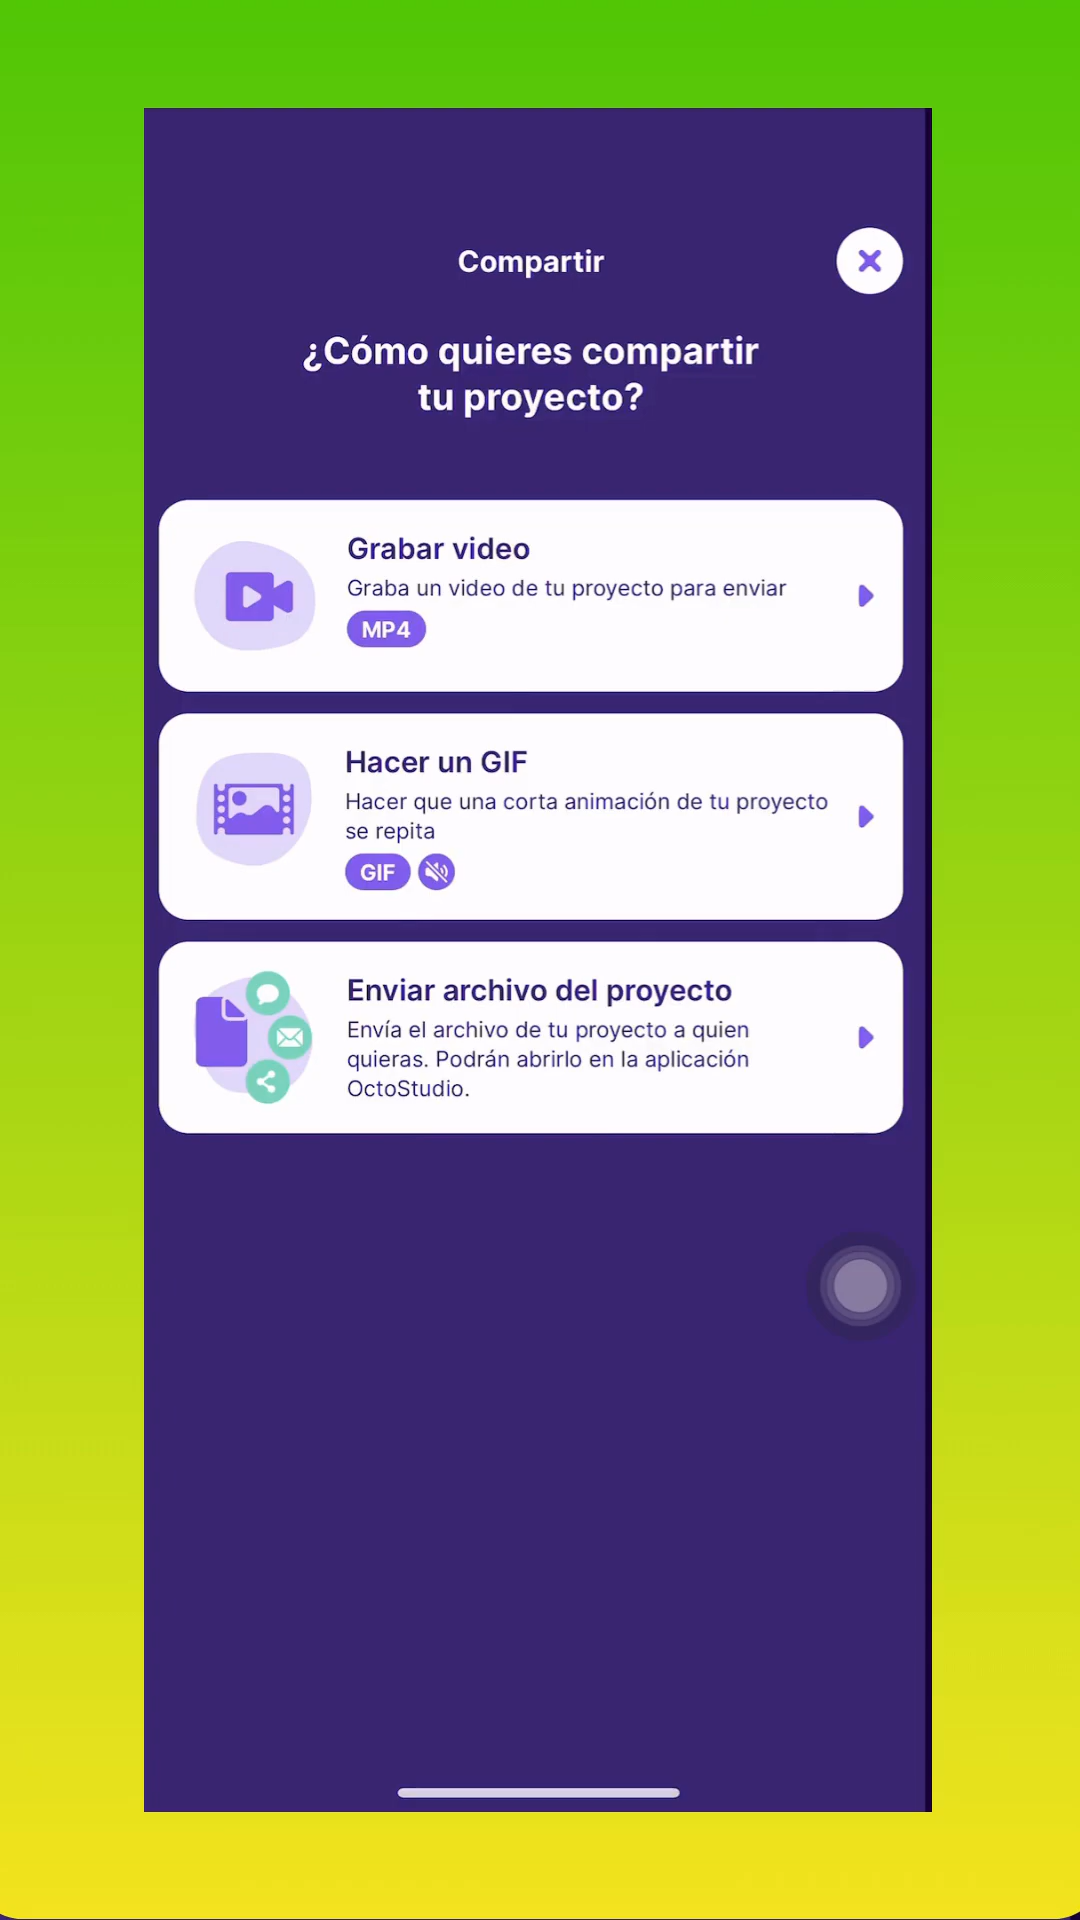 Compartir
¿Cómo quieres compartir
tu proyecto?
Grabar video
Graba un video de tu proyecto para enviar
MP4
Hacer un GIF
Hacer que una corta animación de tu proyecto
se repita
GIF
Enviar archivo del proyecto
Envía el archivo de tu proyecto a quien
quieras. Podrán abrirlo en la aplicación
OctoStudio.